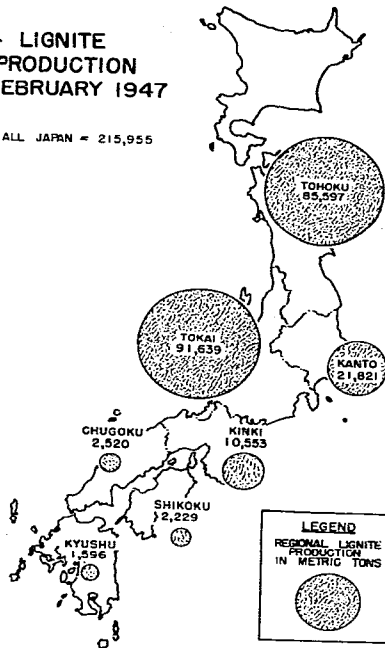 LIGNITE
PRODUCTION
FEBRUARY 1947
ALL JAPAN = 215,955
TOHOKU
85,597
TOKAI
91,639
KANTO
21,821
CHUGOKU
2,520
KINKI
10,553
SHIKOKU
2,229
KYUSHU
1,596
LEGEND
REGIONAL LIGNITE
PRODUCTION
IN METRIC TONS